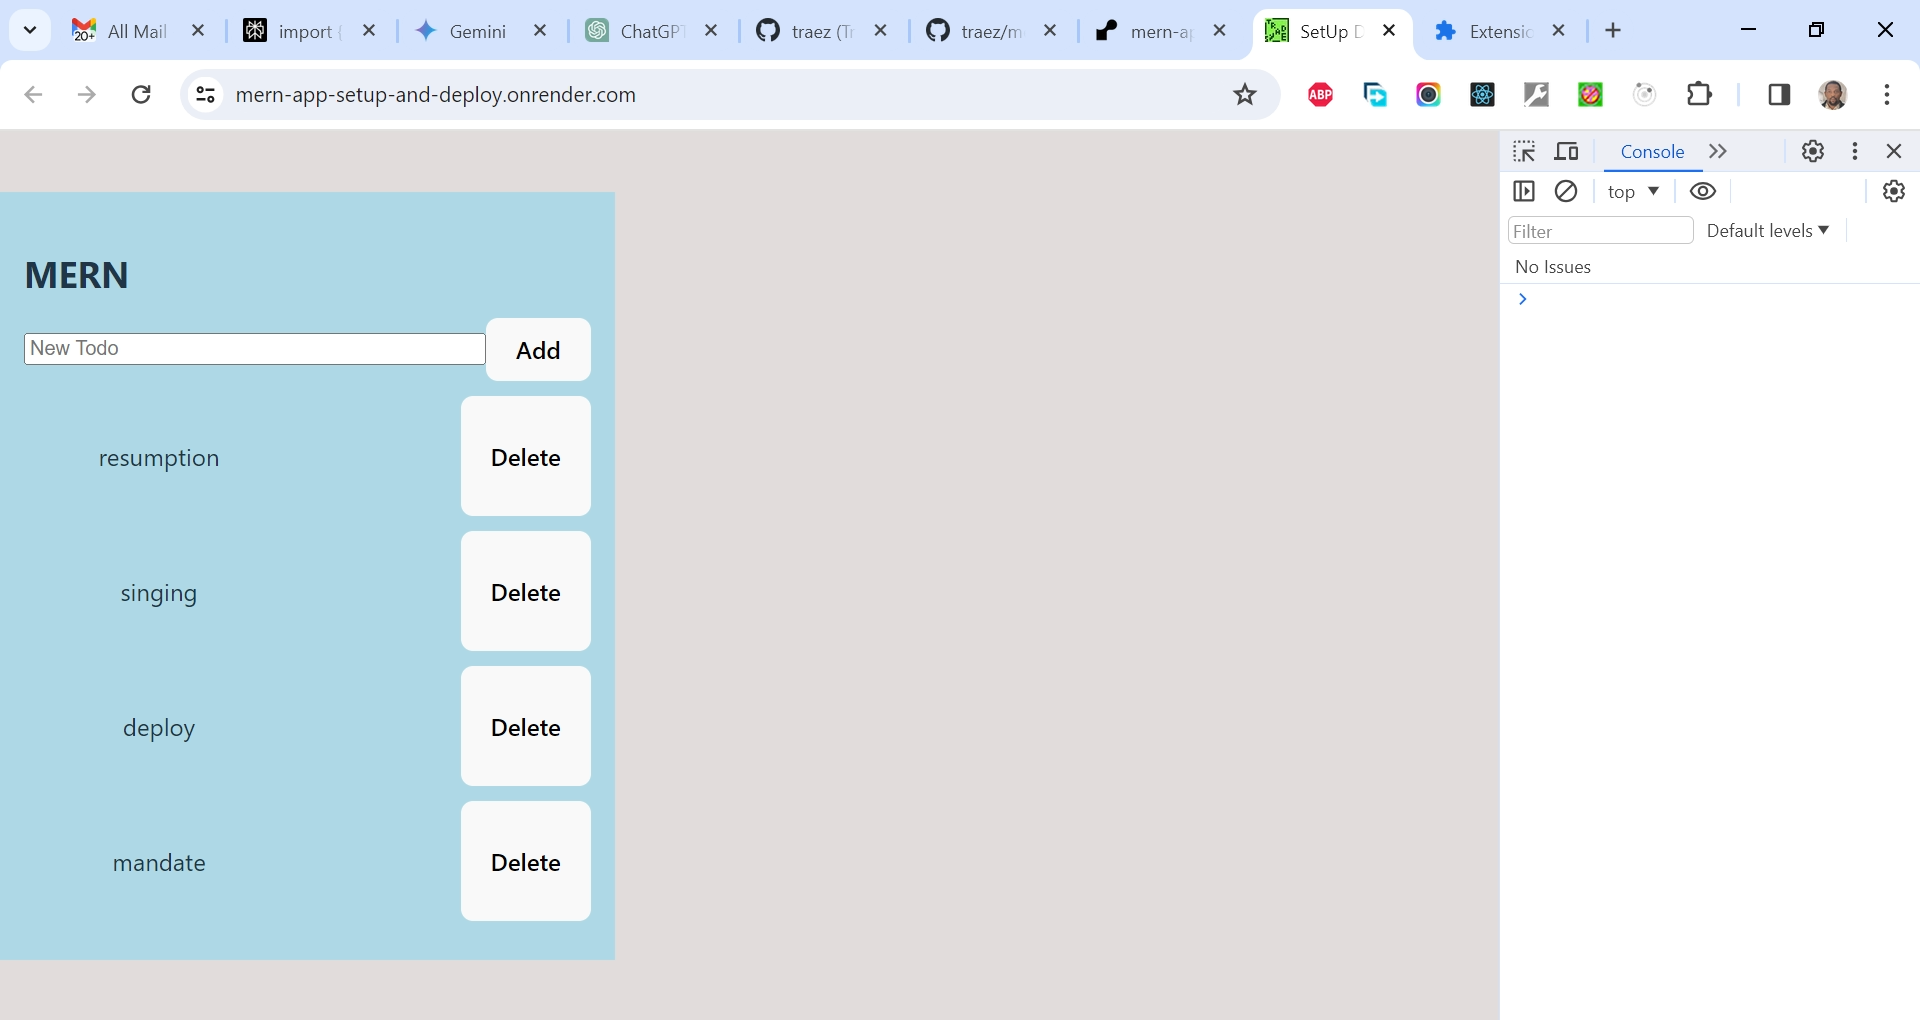 All Mail
20+
import {
Gemini
ChatGPT
traez (Tr
traez/m
mern-ap
SetUp D
Extensio
mern-app-setup-and-deploy.onrender.com
ABP
Console
top
Filter
Default levels
No Issues
MERN
New Todo
Add
resumption
Delete
singing
Delete
deploy
Delete
mandate
Delete